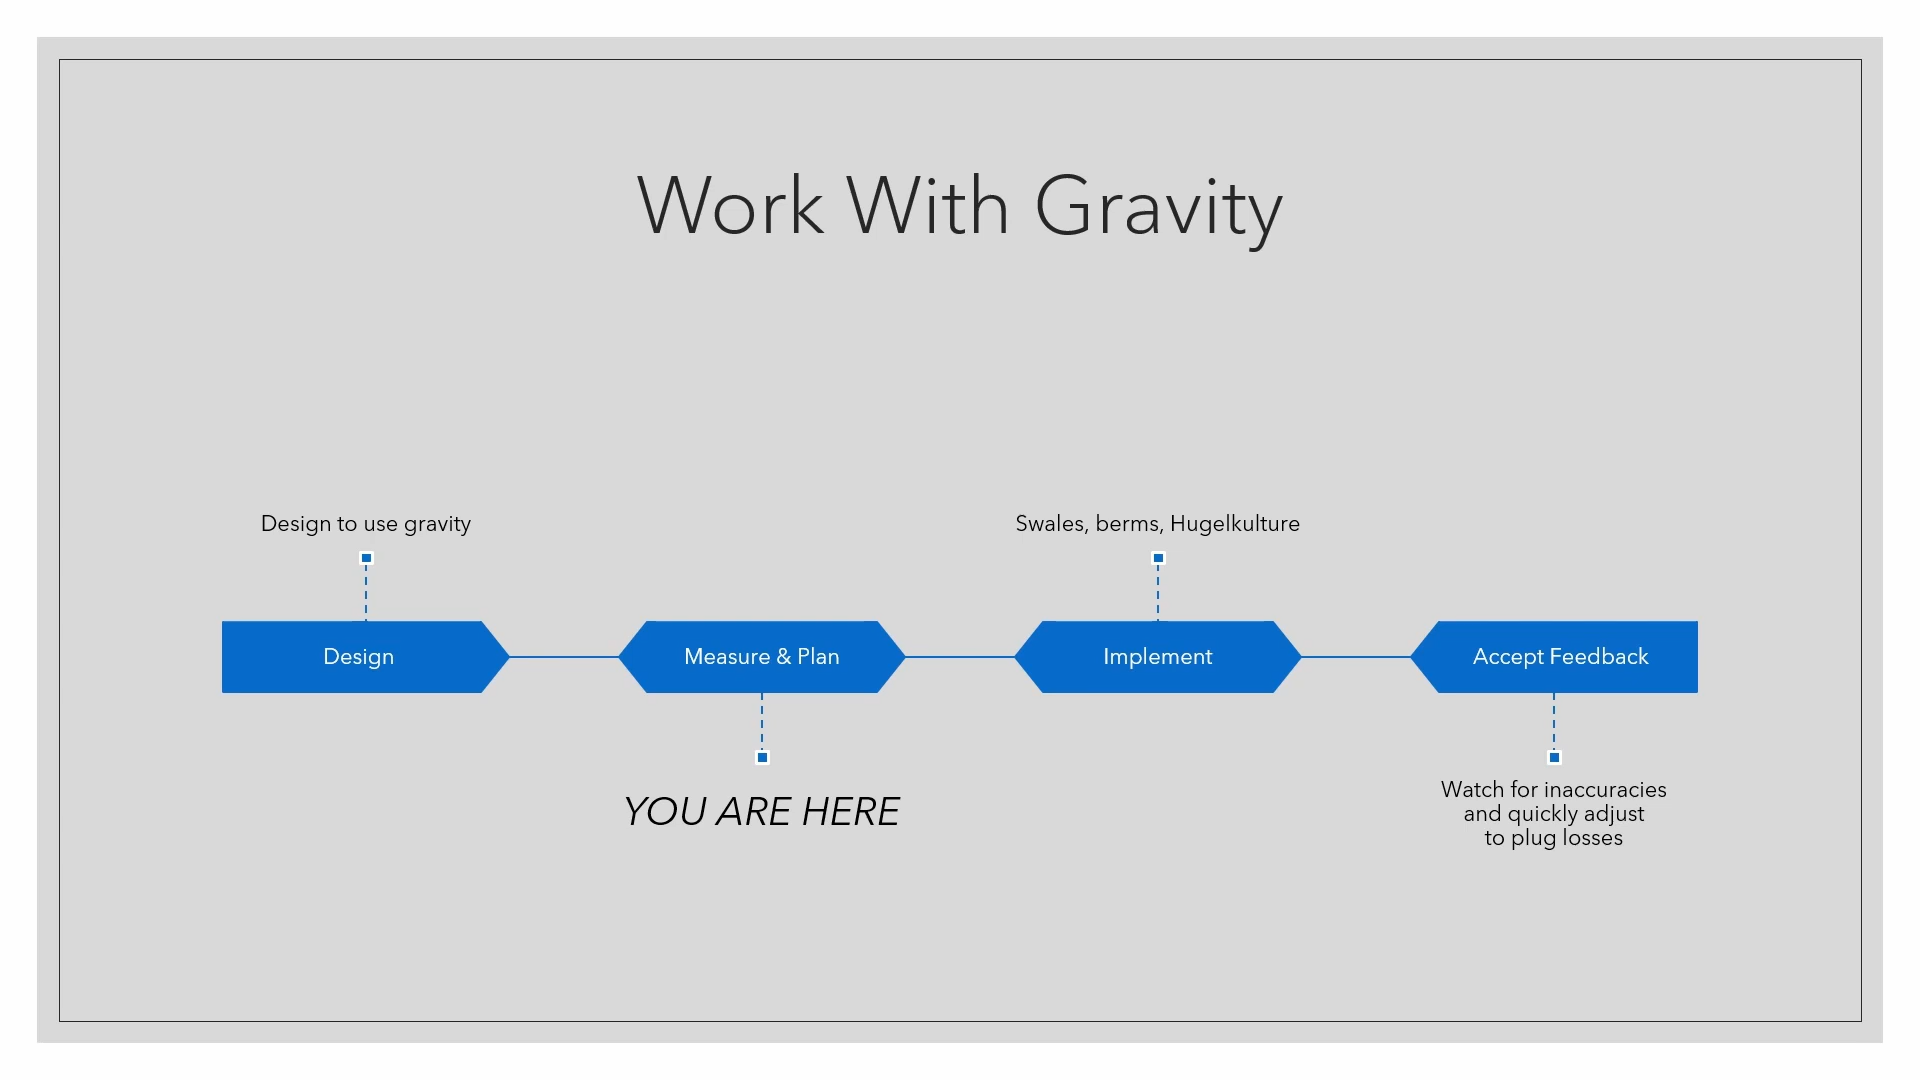 Work With Gravity
Design to use gravity
Swales, berms, Hugelkulture
Design
Measure & Plan
Implement
Accept Feedback
YOU ARE HERE
Watch for inaccuracies
and quickly adjust
to plug losses